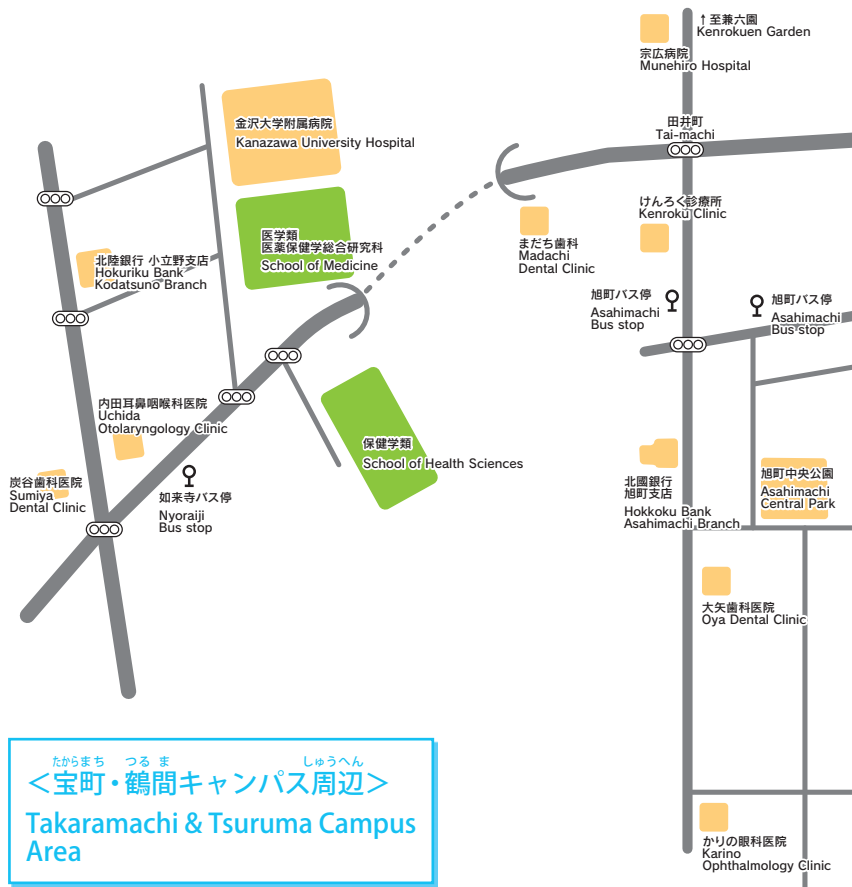 ↑至兼六園
Kenrokuen Garden
宗広病院
Munehiro Hospital
金沢大学附属病院
Kanazawa University Hospital
田井町
Tai-machi
けんろく診療所
Kenroku Clinic
医学類
医薬保健学総合研究科
School of Medicine
まだち歯科
Madachi
Dental Clinic
北陸銀行 小立野支店
Hokuriku Bank
Kodatsuno Branch
旭町バス停
Asahimachi
Bus stop
旭町バス停
Asahimachi
Bus stop
内田耳鼻咽喉科医院
Uchida
Otolaryngology Clinic
保健学類
School of Health Sciences
炭谷歯科医院
Sumiya
Dental Clinic
如来寺バス停
Nyoraiji
Bus stop
北國銀行
旭町支店
Hokkoku Bank
Asahimachi Branch
旭町中央公園
Asahimachi
Central Park
大矢歯科医院
Oya Dental Clinic
たからまち つるま しゅうへん
＜宝町・鶴間キャンパス周辺＞
Takaramachi & Tsuruma Campus
Area
かりの眼科医院
Karino
Ophthalmology Clinic